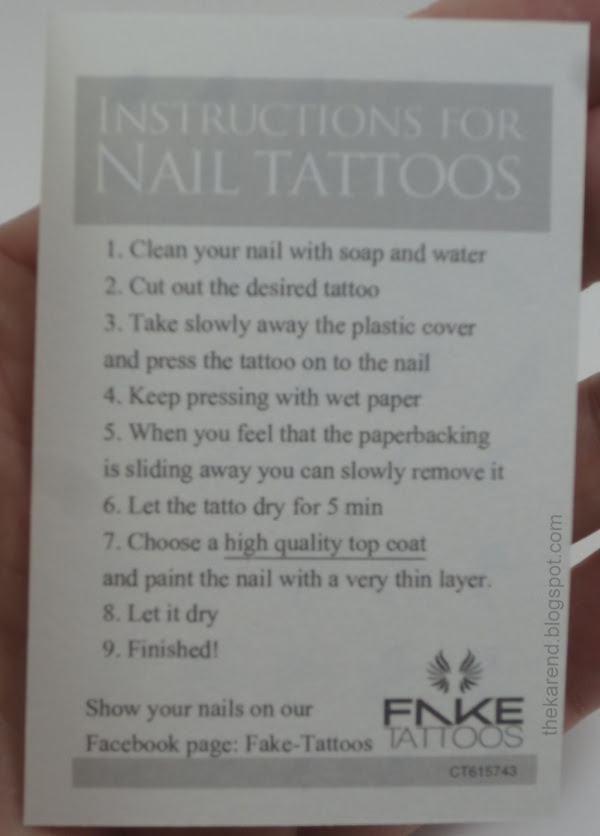 INSTRUCTIONS FOR
NAIL TATTOOS
1. Clean your nail with soap and water
2. Cut out the desired tattoo
3. Take slowly away the plastic cover
and press the tattoo on to the nail
4. Keep pressing with wet paper
5. When you feel that the paperbacking
is sliding away you can slowly remove it
6. Let the tatto dry for 5 min
7. Choose a high quality top coat
and paint the nail with a very thin layer.
8. Let it dry
9. Finished!
Show your nails on our
Facebook page: Fake-Tattoos
FAKE
TATTOOS
CT615743
thekarend.blogspot.com